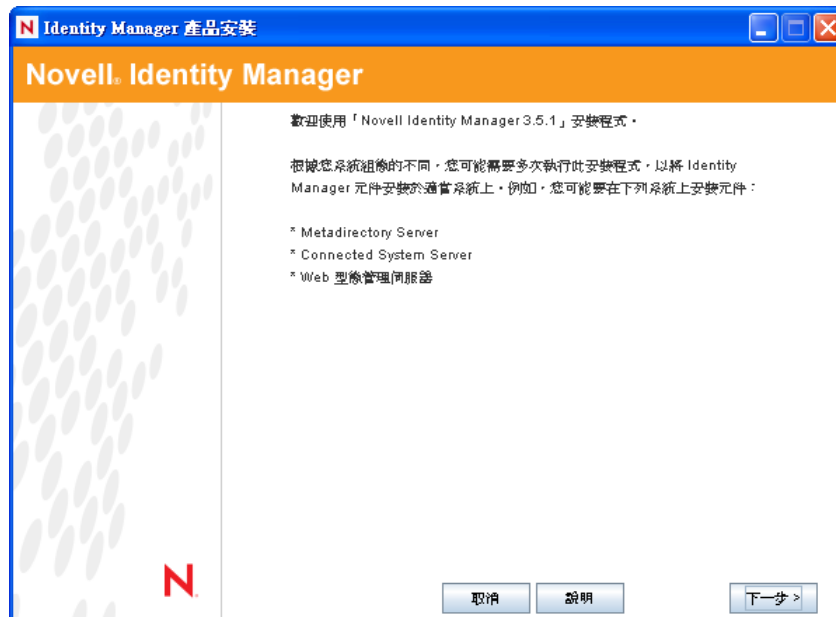 N Identity Manager 產品安裝
Novell® Identity Manager
歡迎使用「Novell Identity Manager 3.5.1」安裝程式。
根據您系統組態的不同，您可能需要多次執行此安裝程式，以將 Identity
Manager 元件安裝於適當系統上。例如，您可能要在下列系統上安裝元件：
* Metadirectory Server
* Connected System Server
* Web 型態管理伺服器
N
取消 說明 下一步 >